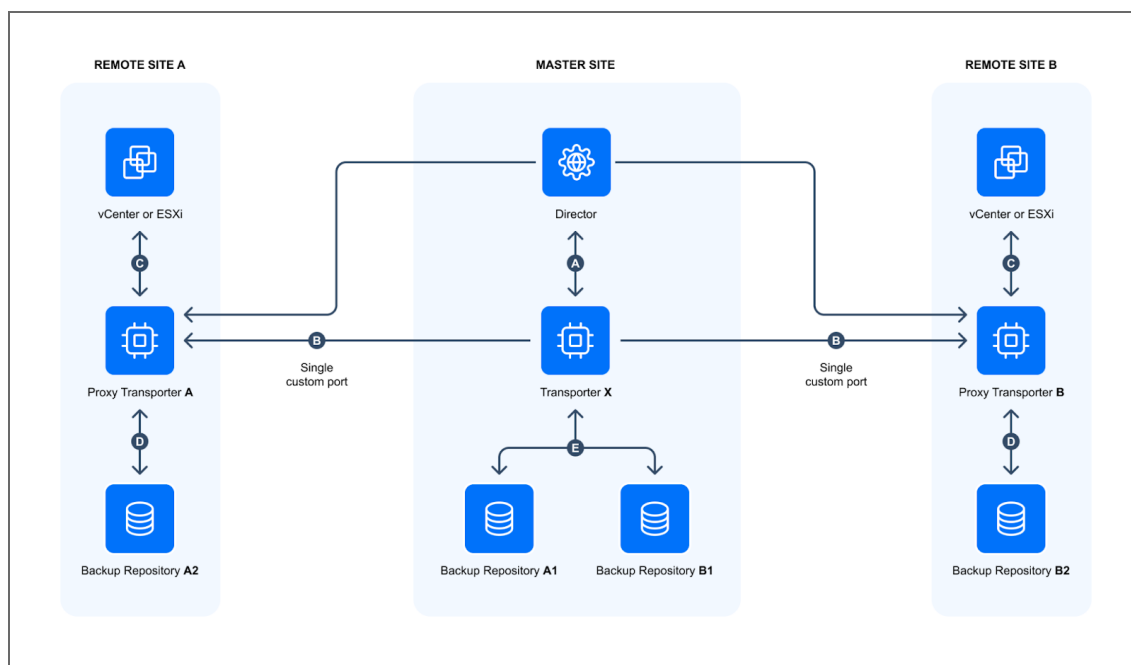 REMOTE SITE A
MASTER SITE
REMOTE SITE B
vCenter or ESXi
Director
vCenter or ESXi
C
A
C
B
B
Single
custom port
Single
custom port
Proxy Transporter A
Transporter X
Proxy Transporter B
D
E
D
Backup Repository A2
Backup Repository A1
Backup Repository B1
Backup Repository B2